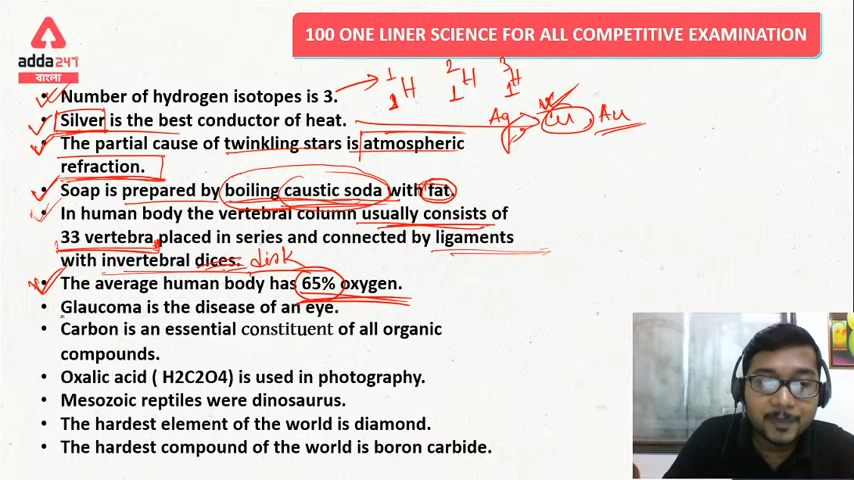 100 ONE LINER SCIENCE FOR ALL COMPETITIVE EXAMINATION
adda247
বাংলা
• Number of hydrogen isotopes is 3. 1 1 H 2 1 H 3 1 H
• Silver is the best conductor of heat. Ag Cu, Au
• The partial cause of twinkling stars is atmospheric
refraction.
• Soap is prepared by boiling caustic soda with fat.
• In human body the vertebral column usually consists of
33 vertebra placed in series and connected by ligaments
with invertebral dices. disk
• The average human body has 65% oxygen.
• Glaucoma is the disease of an eye.
• Carbon is an essential constituent of all organic
compounds.
• Oxalic acid ( H2C2O4) is used in photography.
• Mesozoic reptiles were dinosaurus.
• The hardest element of the world is diamond.
• The hardest compound of the world is boron carbide.